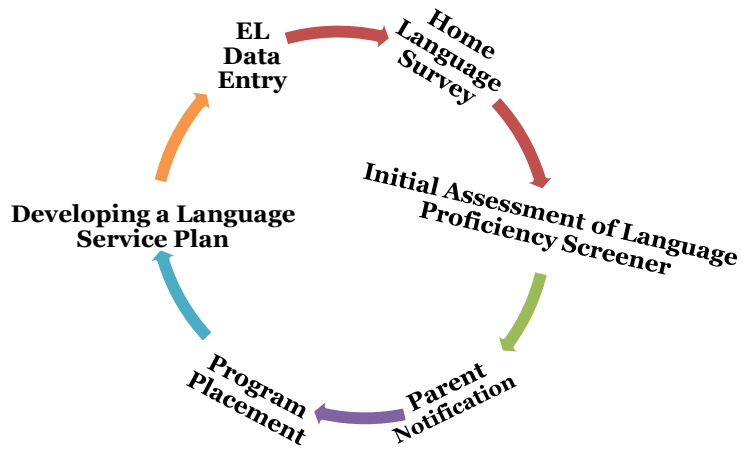 EL
Data
Entry
Home
Language
Survey
Initial Assessment of Language
Proficiency Screener
Parent
Notification
Program
Placement
Developing a Language
Service Plan